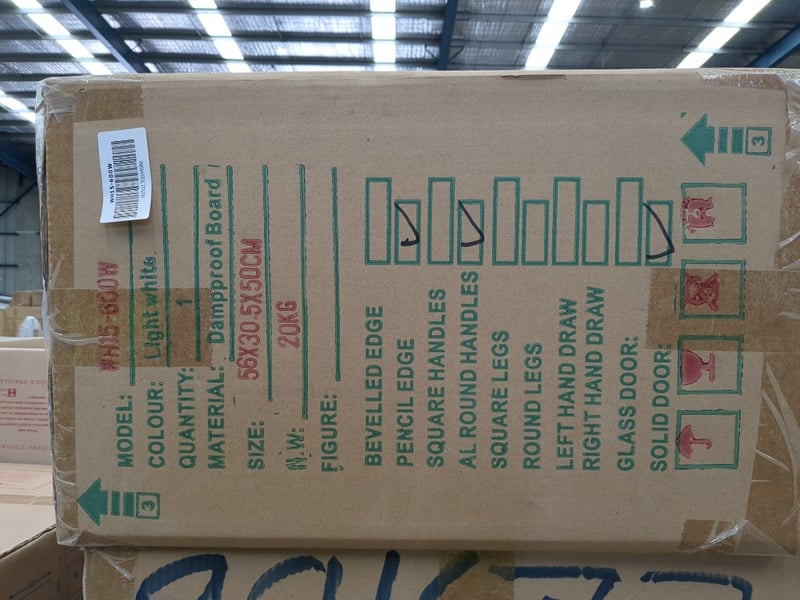 WH15-600W
MODEL: WH15-600W
COLOUR: Light white
QUANTITY: 1
MATERIAL: Dampproof Board
SIZE: 56X30.5X50CM
N.W: 20KG
FIGURE:
BEVELLED EDGE
PENCIL EDGE
SQUARE HANDLES
AL ROUND HANDLES
SQUARE LEGS
ROUND LEGS
LEFT HAND DRAW
RIGHT HAND DRAW
GLASS DOOR:
SOLID DOOR:
3
3